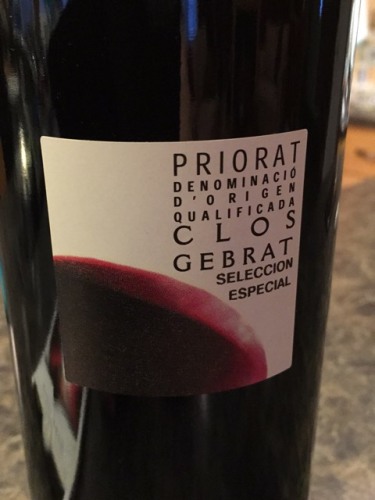 PRIORAT
DENOMINACIÓ
D'ORIGEN
QUALIFICADA
CLOS
GEBRAT
SELECCION
ESPECIAL